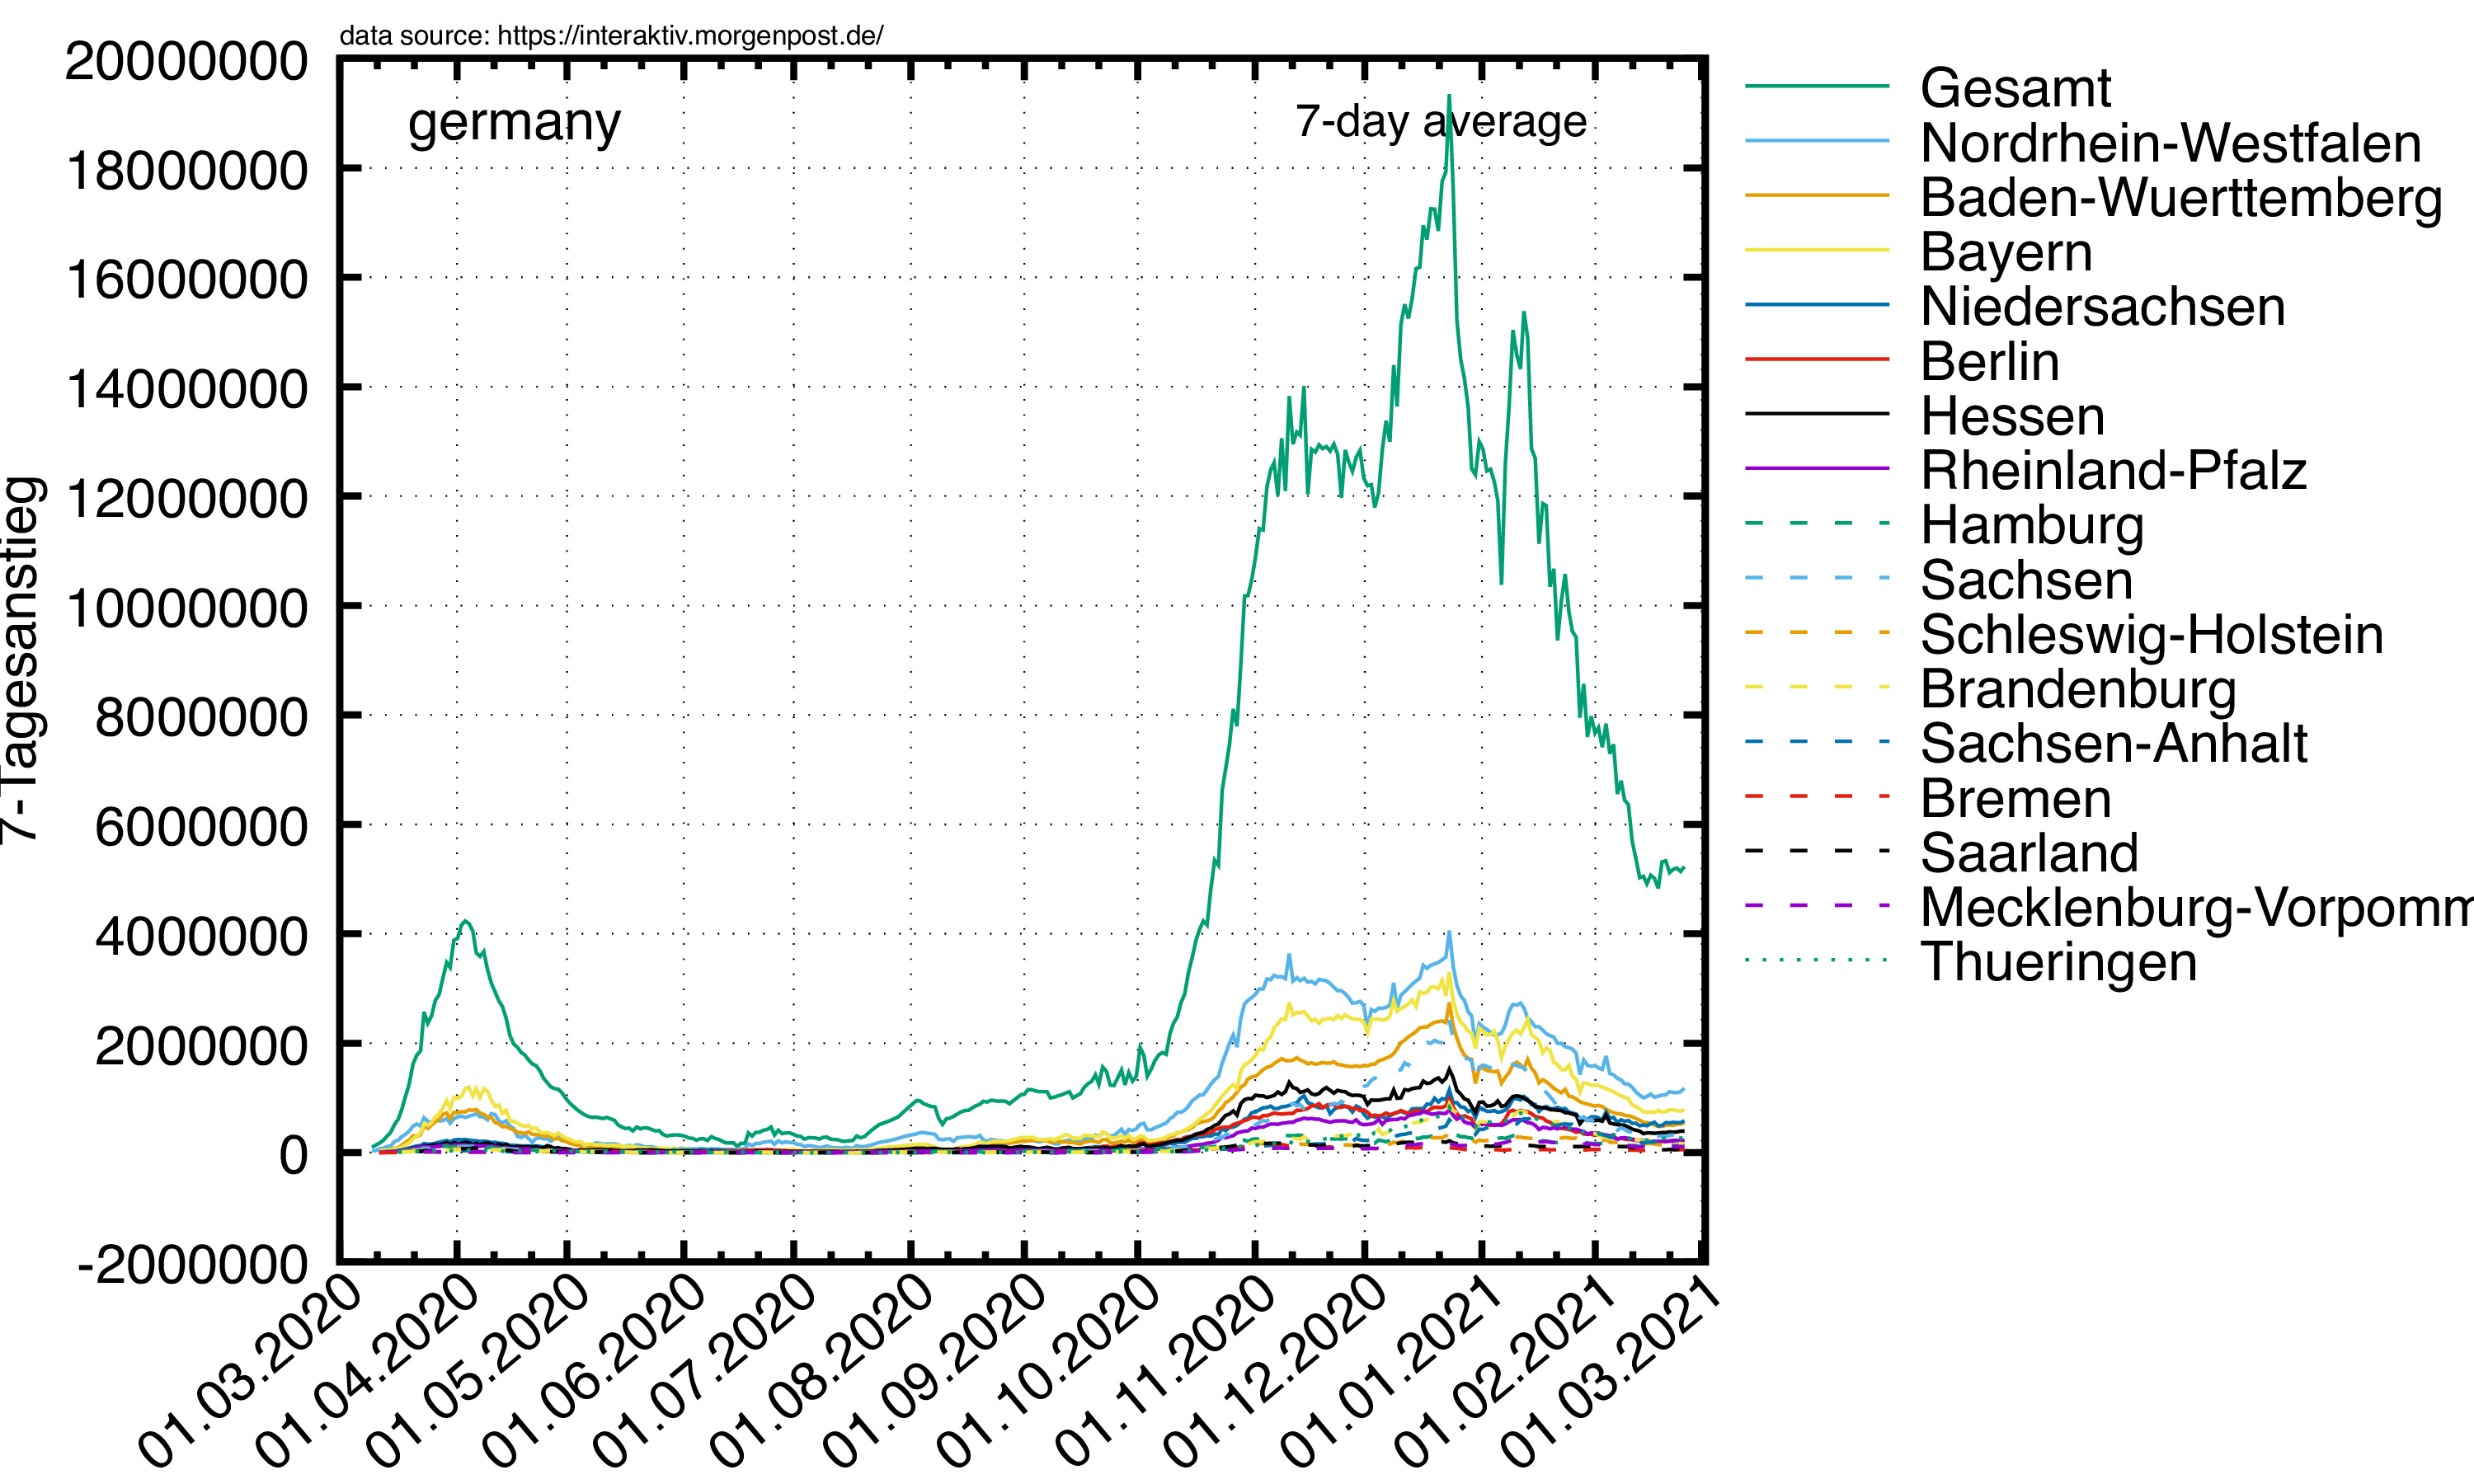 data source: https://interaktiv.morgenpost.de/
germany
7-day average
7-Tagesanstieg
20000000
18000000
16000000
14000000
12000000
10000000
8000000
6000000
4000000
2000000
0
-2000000
01.03.2020
01.04.2020
01.05.2020
01.06.2020
01.07.2020
01.08.2020
01.09.2020
01.10.2020
01.11.2020
01.12.2020
01.01.2021
01.02.2021
01.03.2021
Gesamt
Nordrhein-Westfalen
Baden-Wuerttemberg
Bayern
Niedersachsen
Berlin
Hessen
Rheinland-Pfalz
Hamburg
Sachsen
Schleswig-Holstein
Brandenburg
Sachsen-Anhalt
Bremen
Saarland
Mecklenburg-Vorpomm
Thueringen